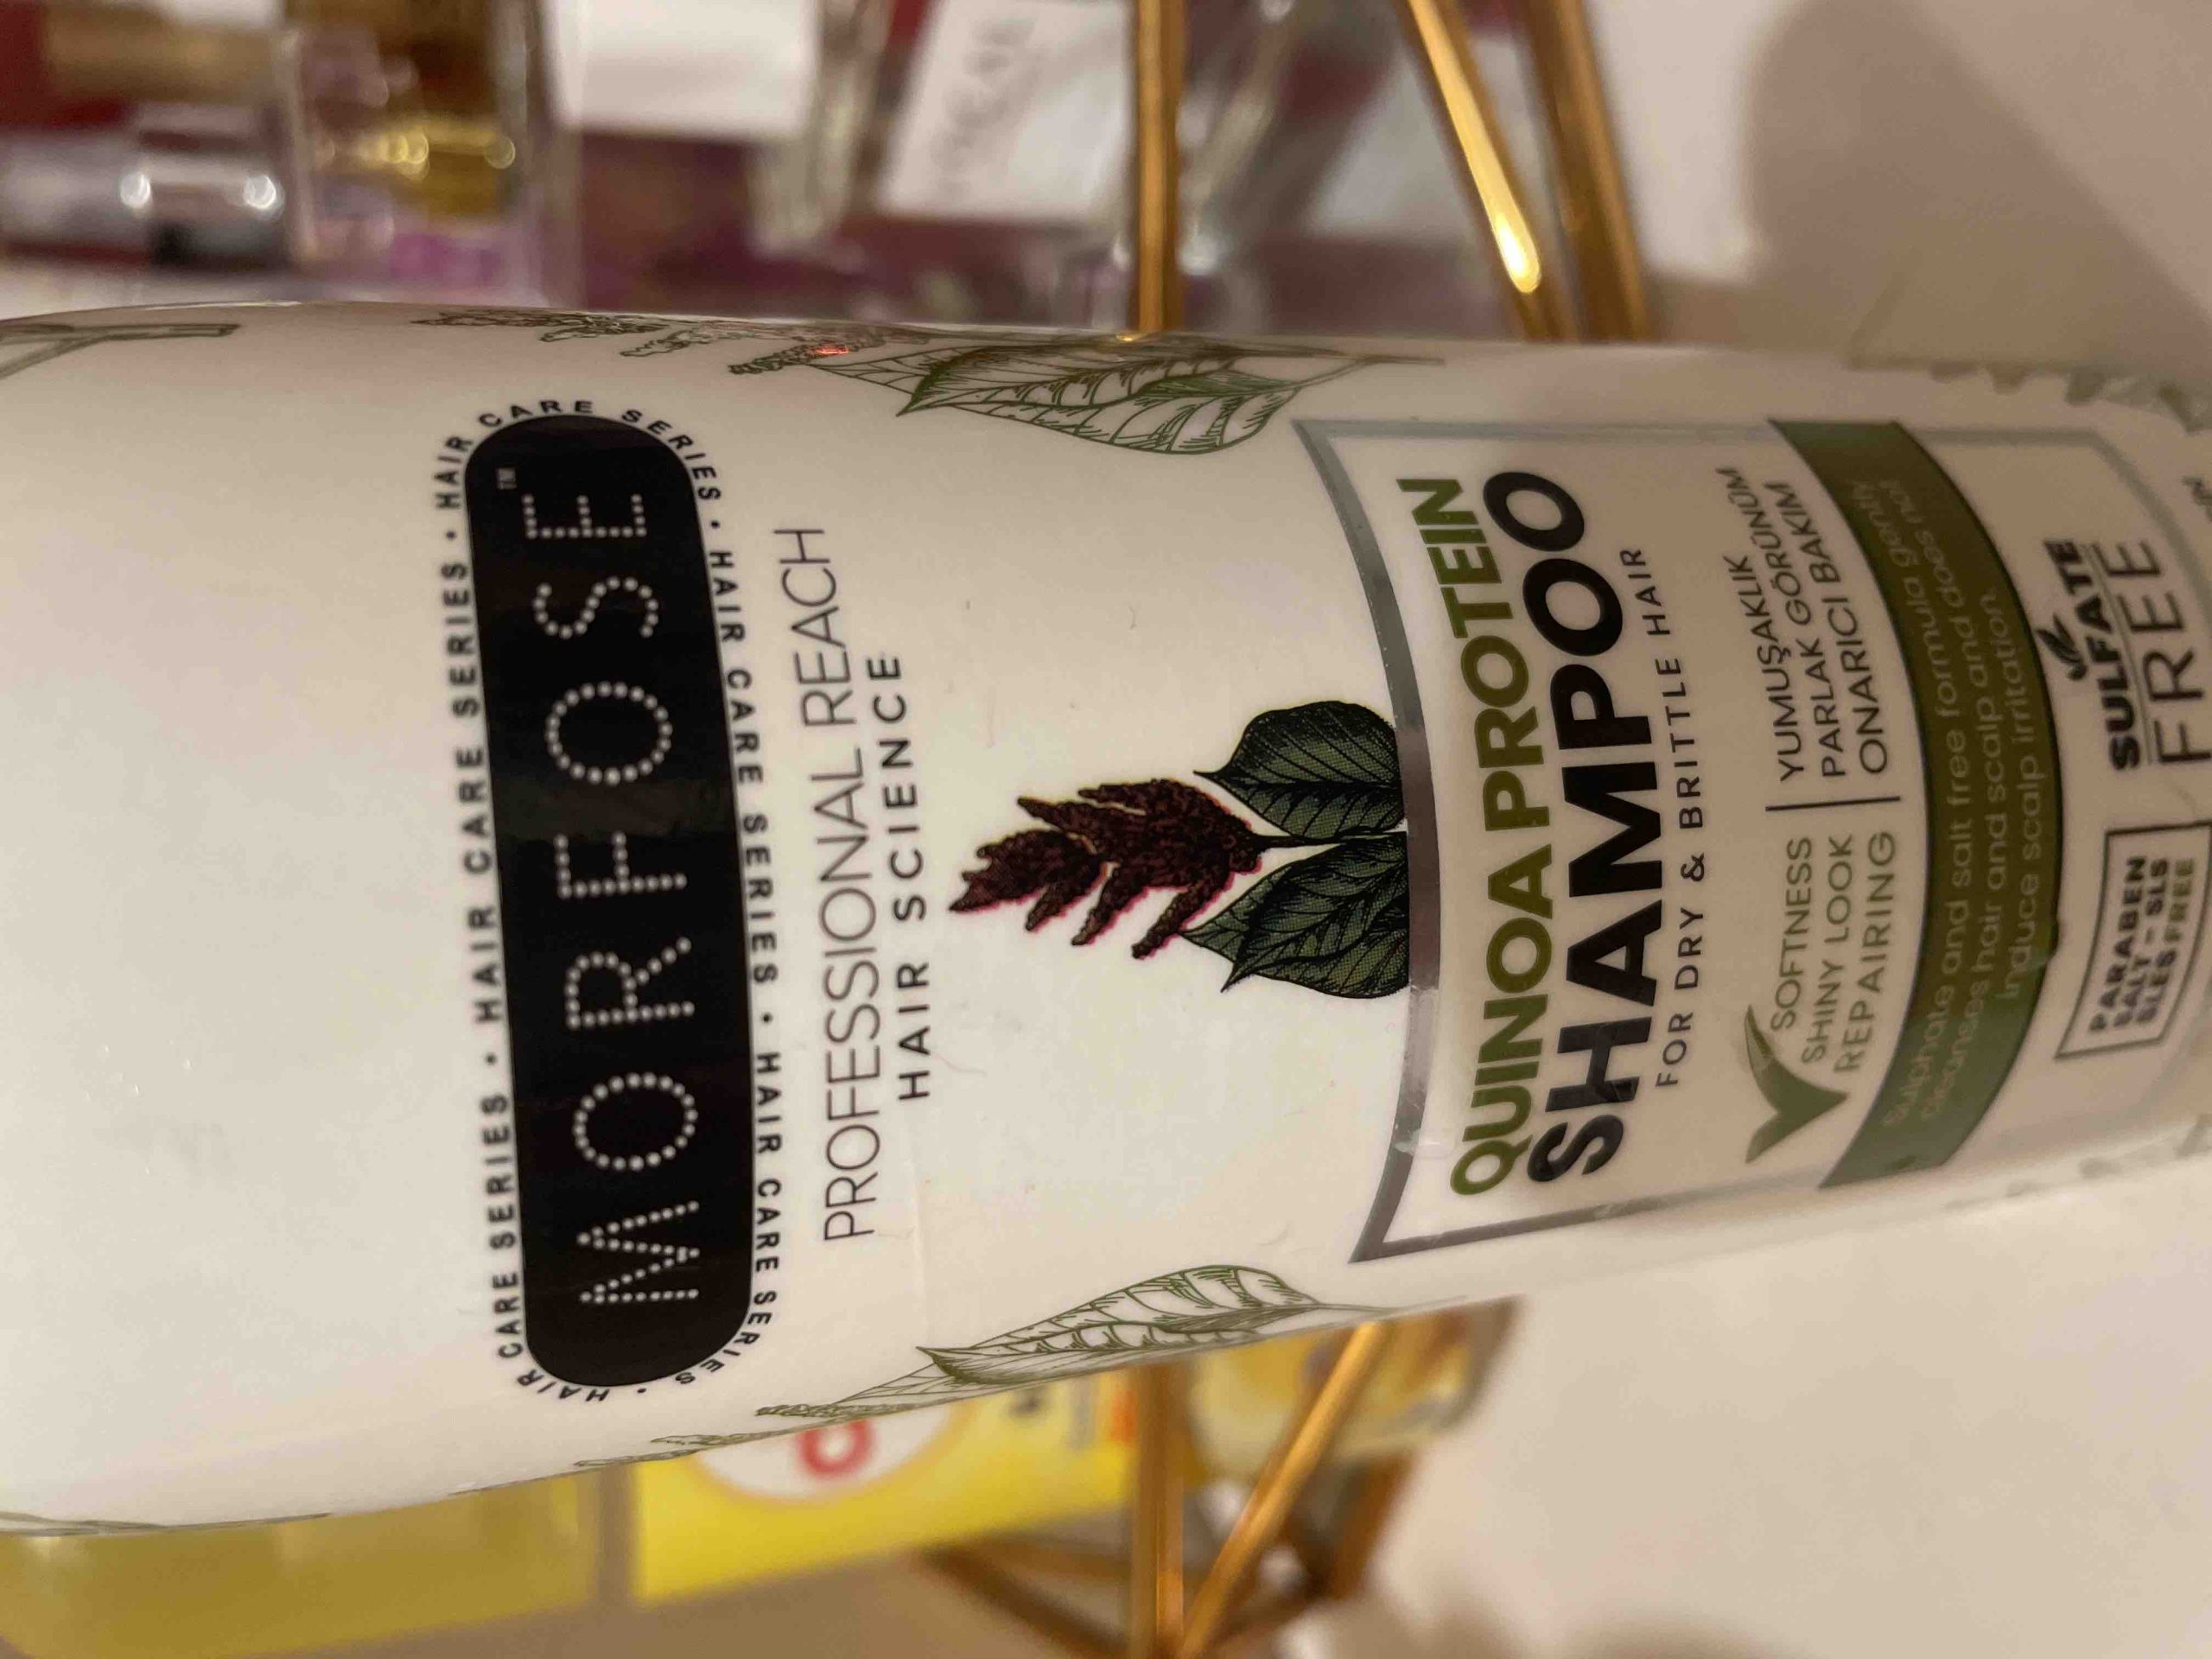 HAIR CARE SERIES • HAIR CARE SERIES • HAIR CARE SERIES • HAIR CARE SERIES • HAIR CARE SERIES • HAIR CARE SERIES •
MORFOSE™
PROFESSIONAL REACH
HAIR SCIENCE
QUINOA PROTEIN
SHAMPOO
FOR DRY & BRITTLE HAIR
SOFTNESS
SHINY LOOK
REPAIRING
YUMUŞAKLIK
PARLAK GÖRÜNÜM
ONARICI BAKIM
Sulphate and salt free formula gently
cleanses hair and scalp and does not
induce scalp irritation.
PARABEN
SALT - SLS
SLES FREE
SULFATE
FREE